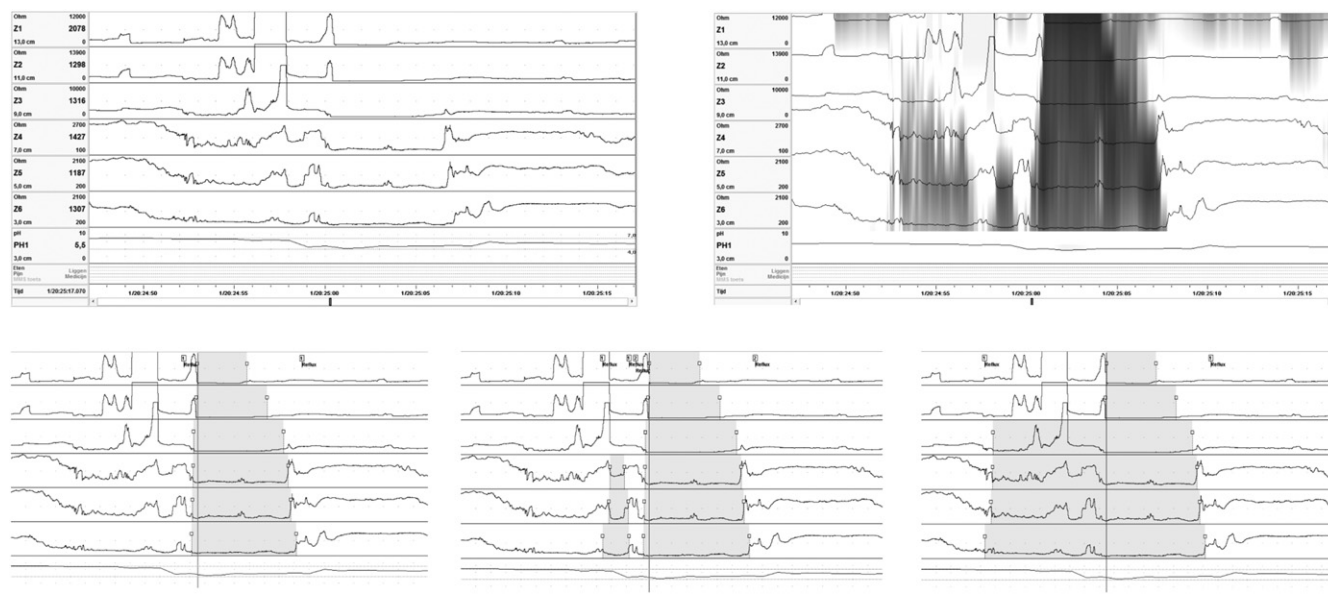 Ohm 12000
Z1 2078
13,0 cm 0
Ohm 13900
Z2 1298
11,0 cm 0
Ohm 10000
Z3 1316
9,0 cm 0
Ohm 2700
Z4 1427
7,0 cm 100
Ohm 2100
Z5 1187
5,0 cm 200
Ohm 2100
Z6 1307
3,0 cm 200
pH 10
PH1 5,5
3,0 cm 0
7,0
4,0
Eten
Pijn Liggen
Medicijn
Tijd 1/20:25:17.070
1/20:24:50 1/20:24:55 1/20:25:00 1/20:25:05 1/20:25:10 1/20:25:15
Ohm 12000
Z1
13,0 cm 0
Ohm 13900
Z2
11,0 cm 0
Ohm 10000
Z3
9,0 cm 0
Ohm 2700
Z4
7,0 cm 100
Ohm 2100
Z5
5,0 cm 200
Ohm 2100
Z6
3,0 cm 200
pH 10
PH1
3,0 cm 0
Eten
Pijn Liggen
Medicijn
Tijd
1/20:24:50 1/20:24:55 1/20:25:00 1/20:25:05 1/20:25:10 1/20:25:15
Reflux Reflux
Reflux Reflux Reflux
Reflux Reflux